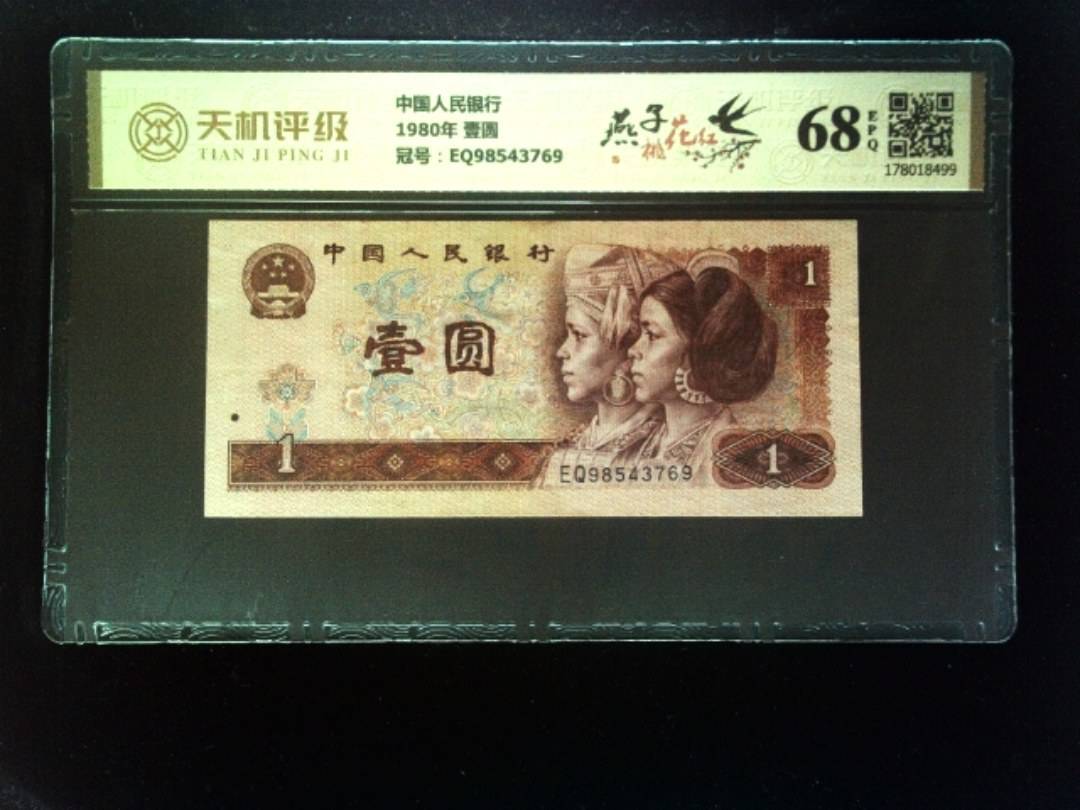 天机评级
TIAN JI PING JI
中国人民银行
1980年 壹圆
冠号：EQ98543769
燕子
桃花红
68
EPQ
178018499
中国人民银行
1
壹圆
1
EQ98543769
1